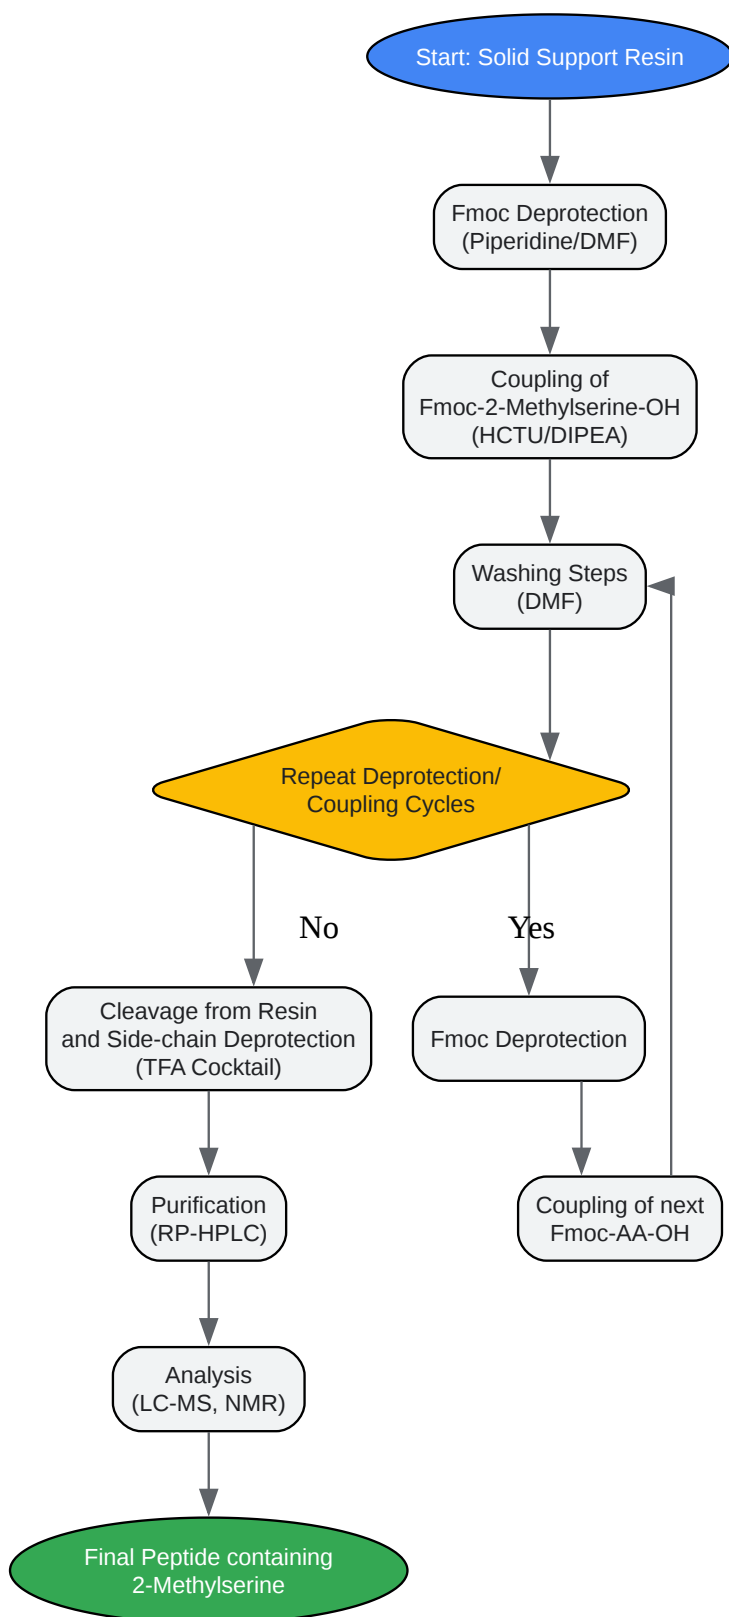 Start: Solid Support Resin
Fmoc Deprotection
(Piperidine/DMF)
Coupling of
Fmoc-2-Methylserine-OH
(HCTU/DIPEA)
Washing Steps
(DMF)
Repeat Deprotection/
Coupling Cycles
No
Yes
Cleavage from Resin
and Side-chain Deprotection
(TFA Cocktail)
Fmoc Deprotection
Purification
(RP-HPLC)
Coupling of next
Fmoc-AA-OH
Analysis
(LC-MS, NMR)
Final Peptide containing
2-Methylserine